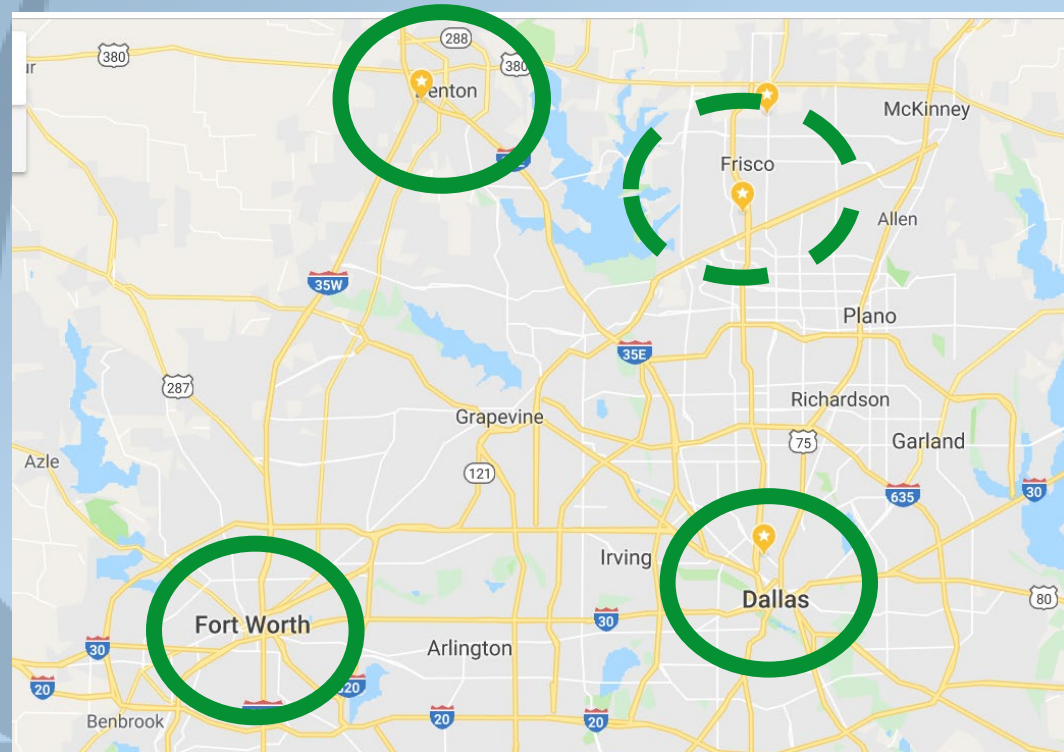 288
380
380
ur
Denton
McKinney
Frisco
Allen
35W
Plano
35E
287
Richardson
Grapevine
75
Garland
Azle
121
635
30
Irving
Dallas
80
Fort Worth
30
Arlington
30
20
820
20
20
Benbrook